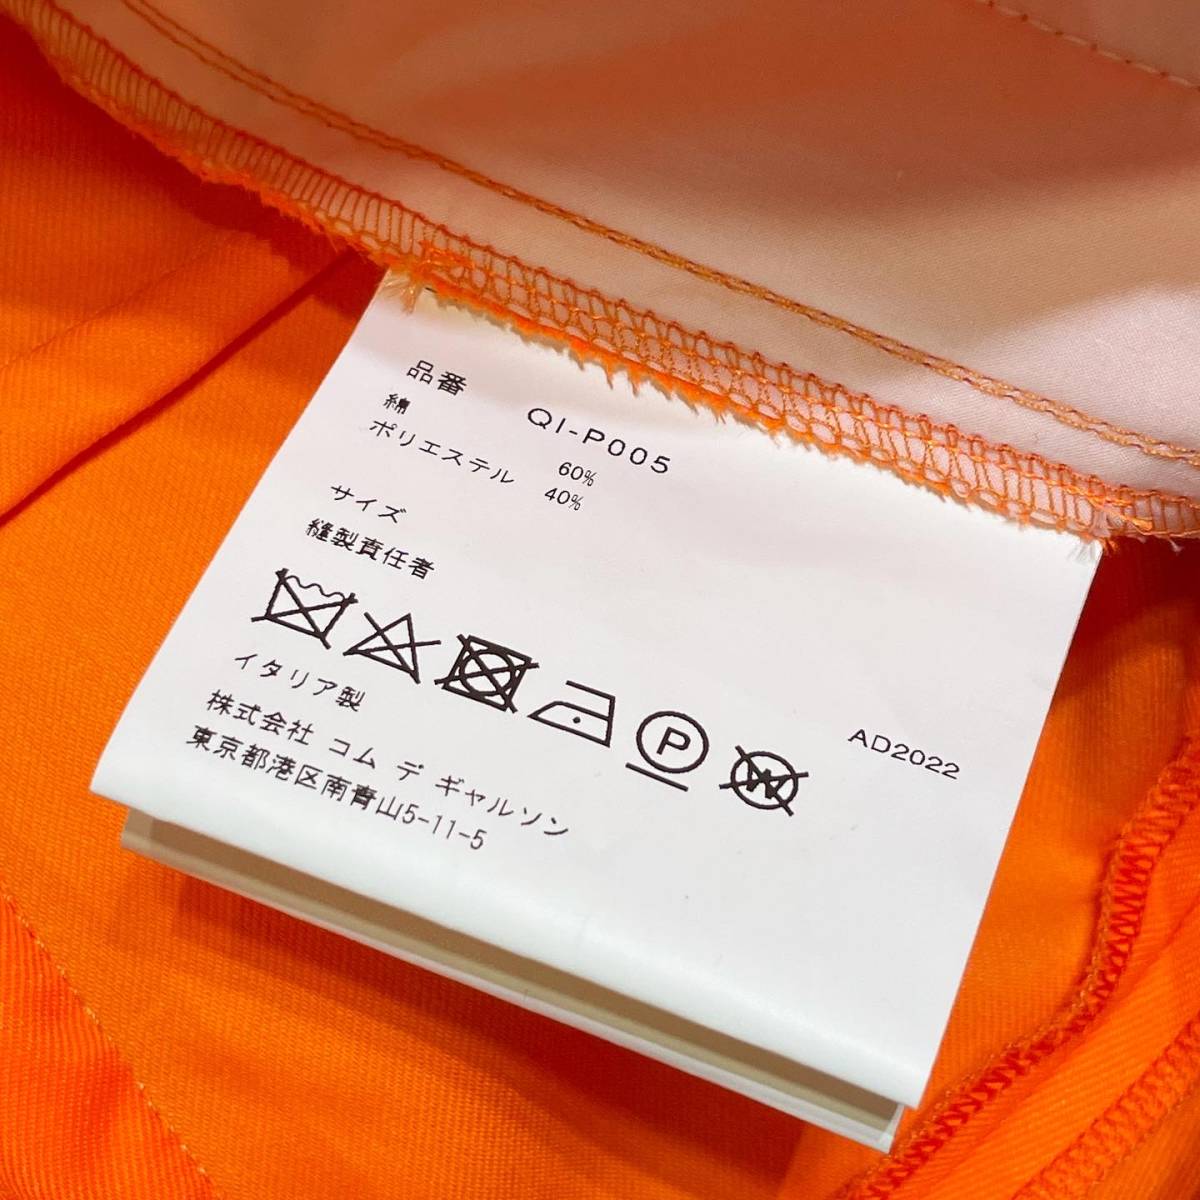 品番 QI-P005
綿 60%
ポリエステル 40%
サイズ
縫製責任者
P W
AD2022
イタリア製
株式会社 コム デ ギャルソン
東京都港区南青山5-11-5